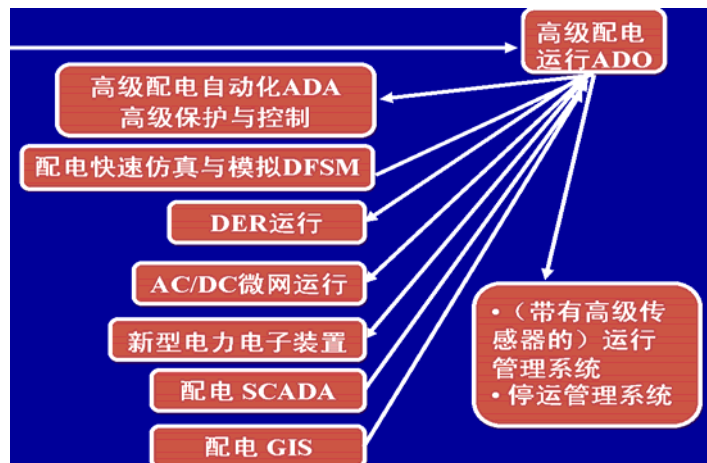 高级配电
运行ADO
高级配电自动化ADA
高级保护与控制
配电快速仿真与模拟DFSM
DER运行
AC/DC微网运行
新型电力电子装置
配电 SCADA
配电 GIS
•（带有高级传
感器的）运行
管理系统
• 停运管理系统